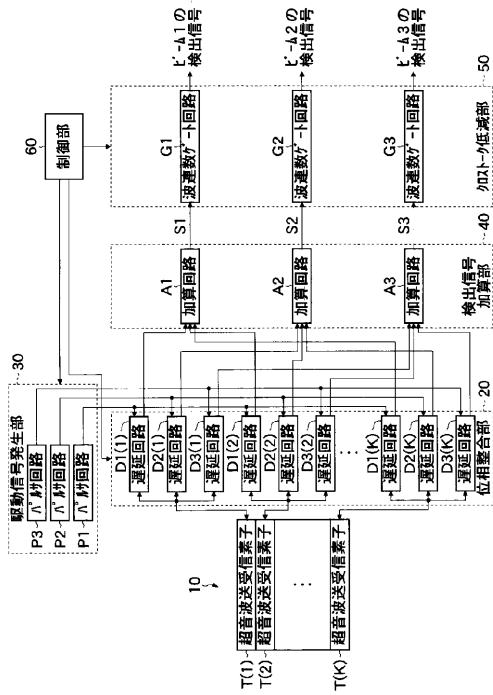 駆動信号発生部
30
P3
ﾊﾟﾙｻ回路
P2
ﾊﾟﾙｻ回路
P1
ﾊﾟﾙｻ回路
60
制御部
10
T(1)
超音波送受信素子
T(2)
超音波送受信素子
⋮
T(K)
超音波送受信素子
D1(1)
遅延回路
D2(1)
遅延回路
D3(1)
遅延回路
D1(2)
遅延回路
D2(2)
遅延回路
D3(2)
遅延回路
⋮
D1(K)
遅延回路
D2(K)
遅延回路
D3(K)
遅延回路
位相整合部
20
A1
加算回路
A2
加算回路
A3
加算回路
検出信号
加算部
40
S1
S2
S3
G1
波連数ｹﾞｰﾄ回路
G2
波連数ｹﾞｰﾄ回路
G3
波連数ｹﾞｰﾄ回路
ｸﾛｽﾄｰｸ低減部
50
ﾋﾞｰﾑ1の
検出信号
ﾋﾞｰﾑ2の
検出信号
ﾋﾞｰﾑ3の
検出信号